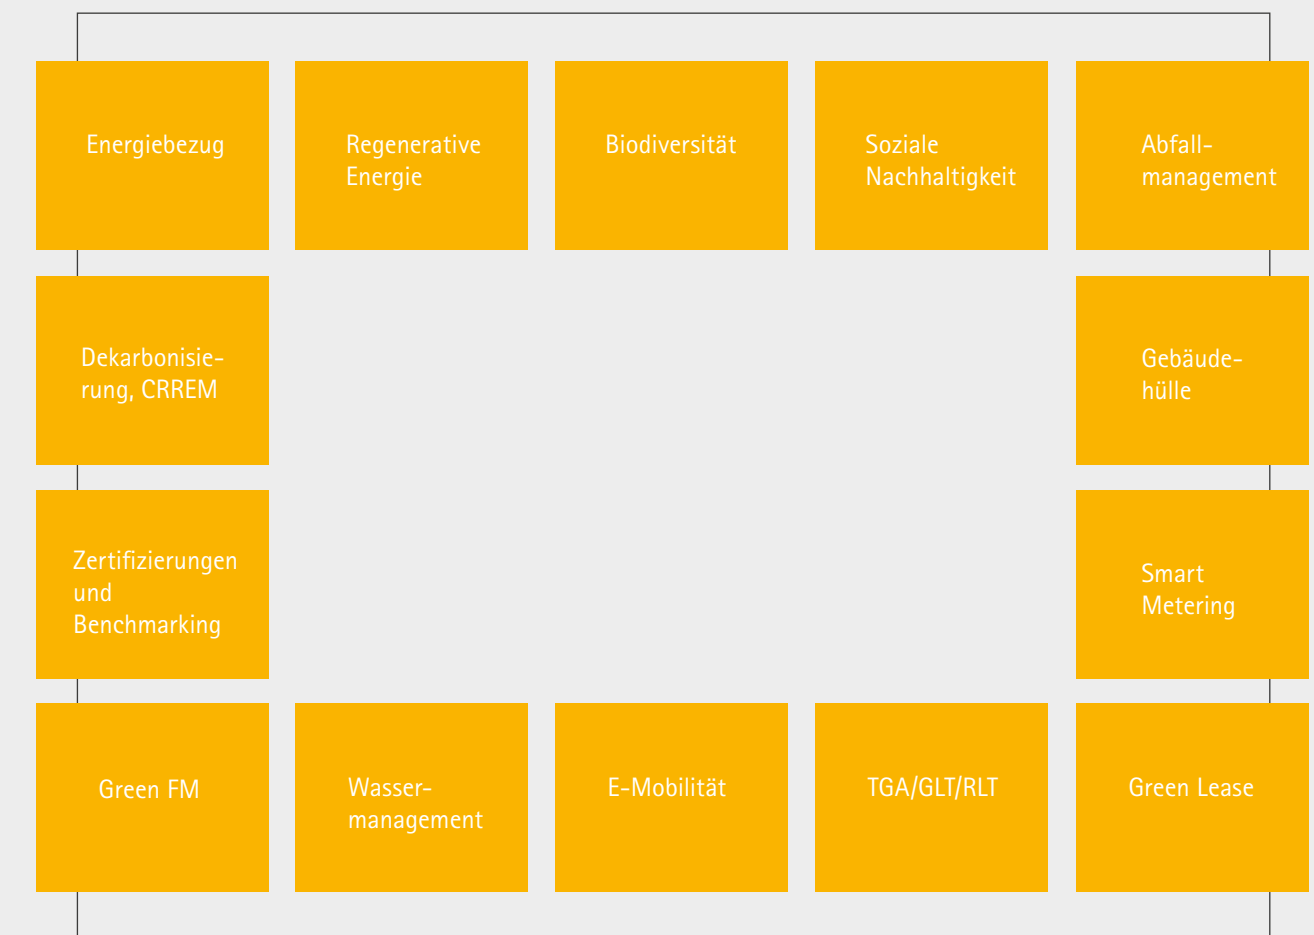 Energiebezug
Regenerative
Energie
Biodiversität
Soziale
Nachhaltigkeit
Abfall-
management
Dekarbonisie-
rung, CRREM
Gebäude-
hülle
Zertifizierungen
und
Benchmarking
Smart
Metering
Green FM
Wasser-
management
E-Mobilität
TGA/GLT/RLT
Green Lease